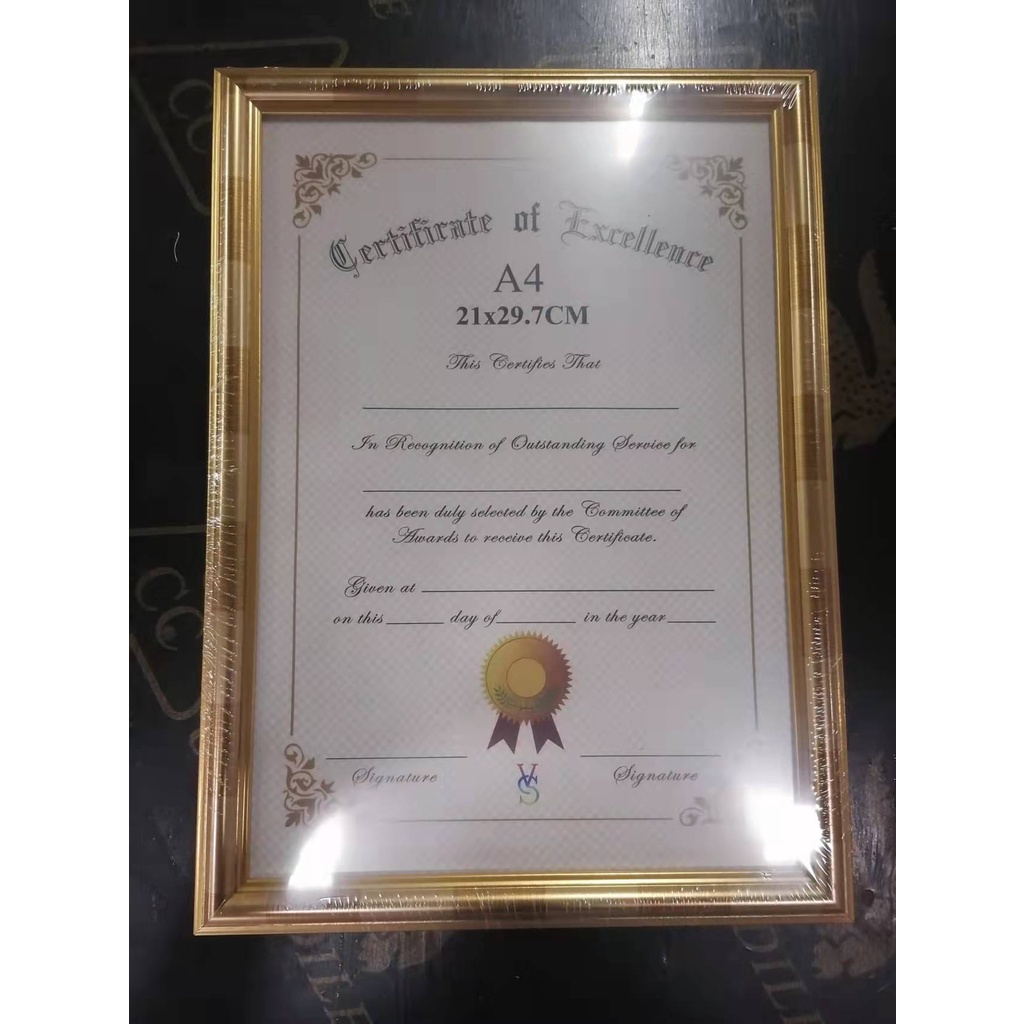 Certificate of Excellence
A4
21x29.7CM
This Certifies That
In Recognition of Outstanding Service for
has been duly selected by the Committee of
Awards to receive this Certificate.
Given at
on this day of in the year
Signature Signature
VS